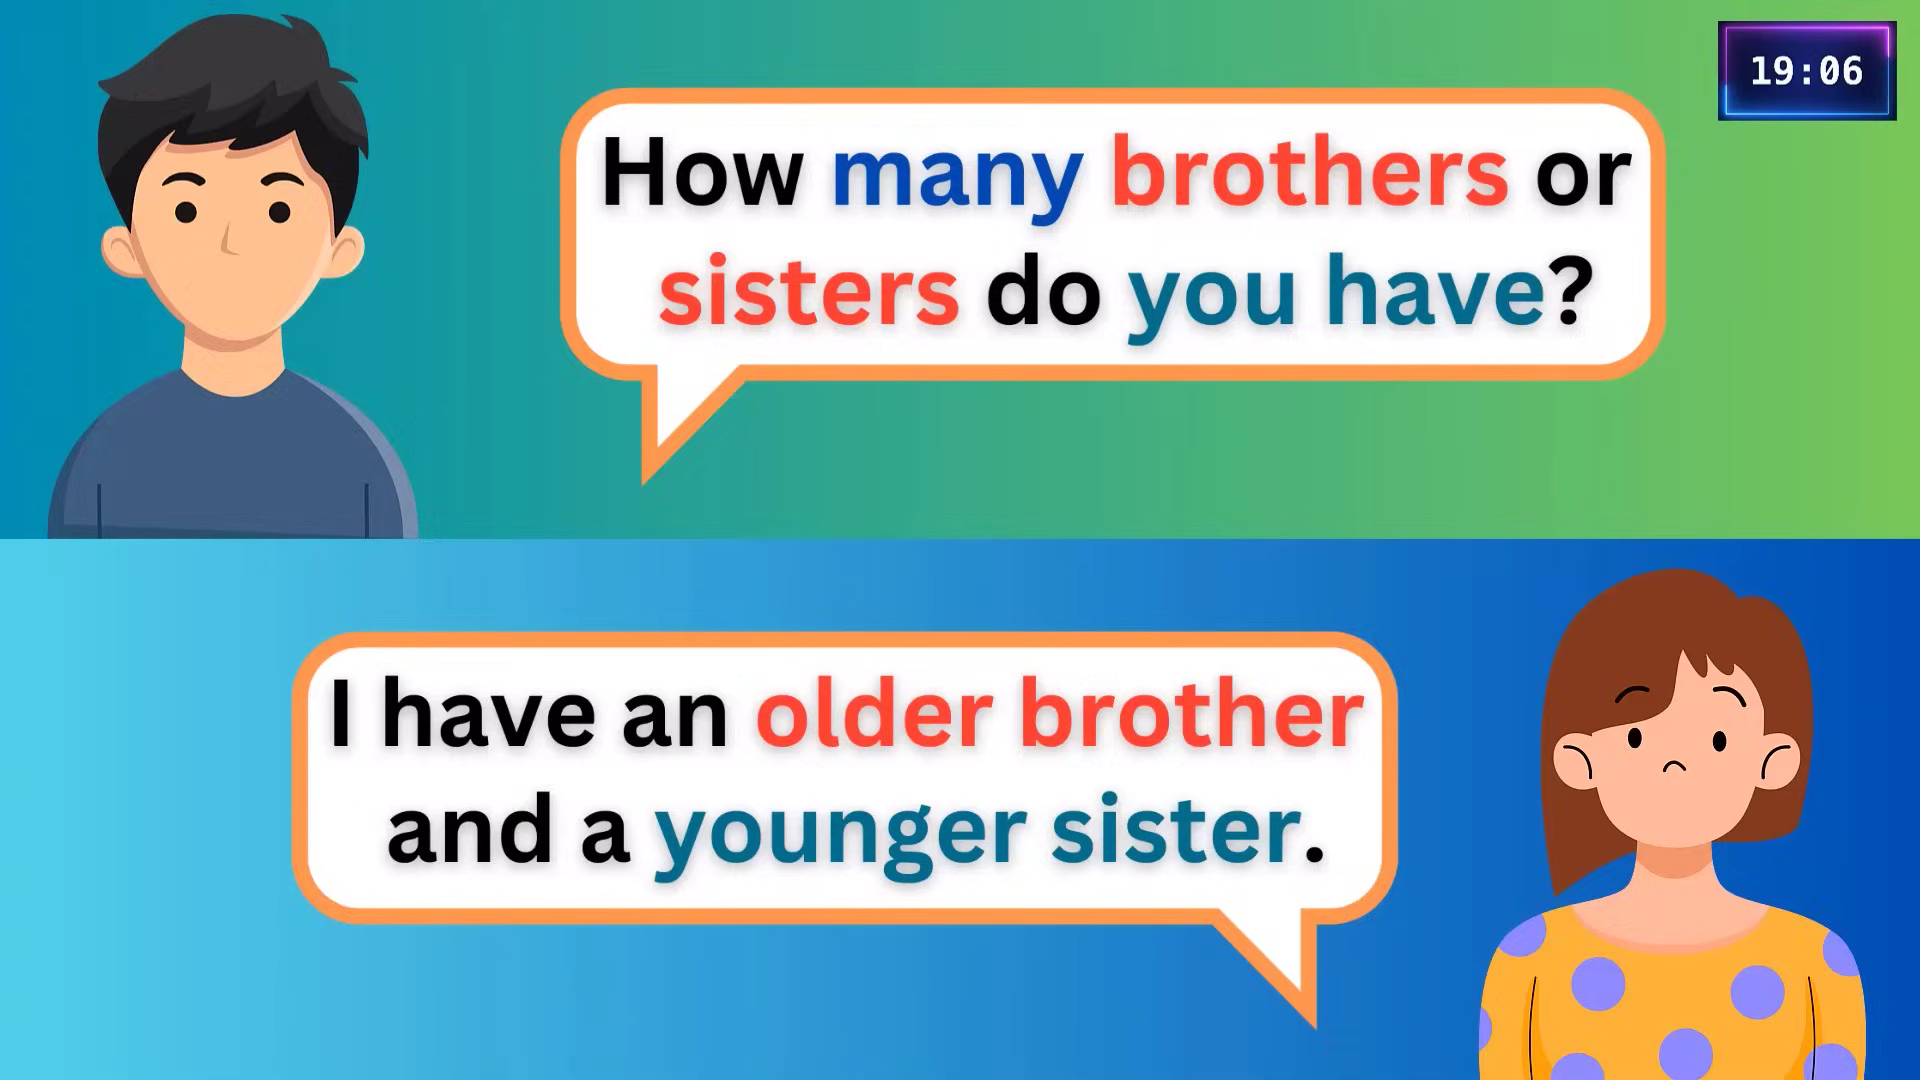 19:06
How many brothers or
sisters do you have?
I have an older brother
and a younger sister.